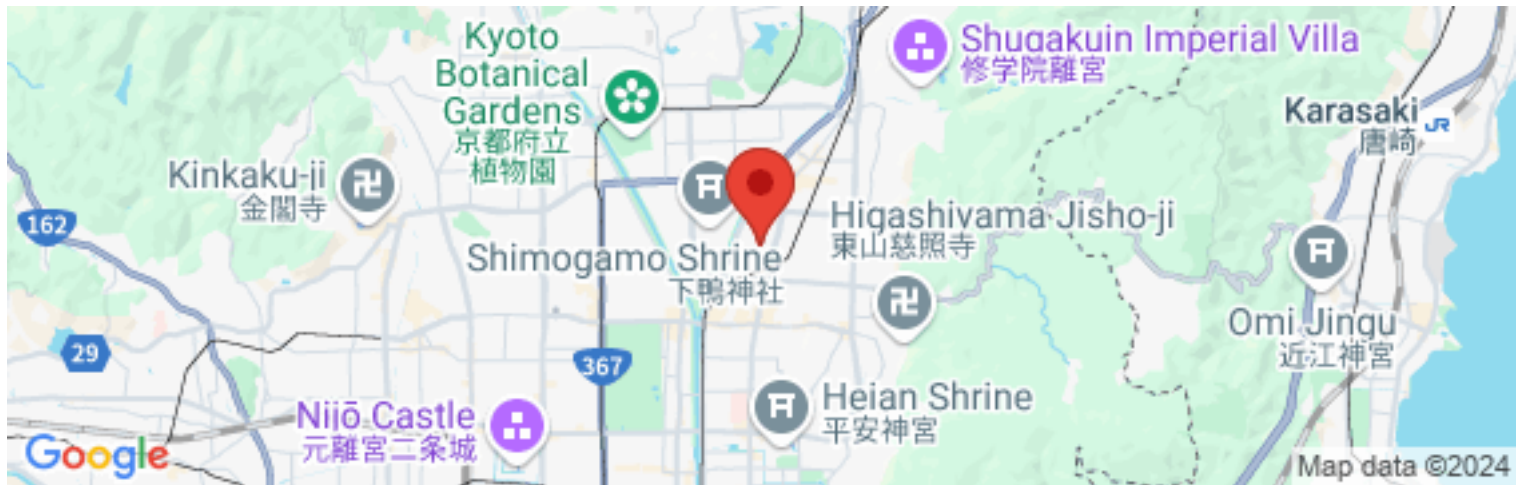 Kyoto
Botanical
Gardens
京都府立
植物園
Shugakuin Imperial Villa
修学院離宮
Karasaki
唐崎
JR
Kinkaku-ji
金閣寺
162
Higashiyama Jisho-ji
東山慈照寺
Shimogamo Shrine
下鴨神社
Omi Jingu
近江神宮
29
367
Heian Shrine
平安神宮
Nijō Castle
元離宮二条城
Google
Map data ©2024